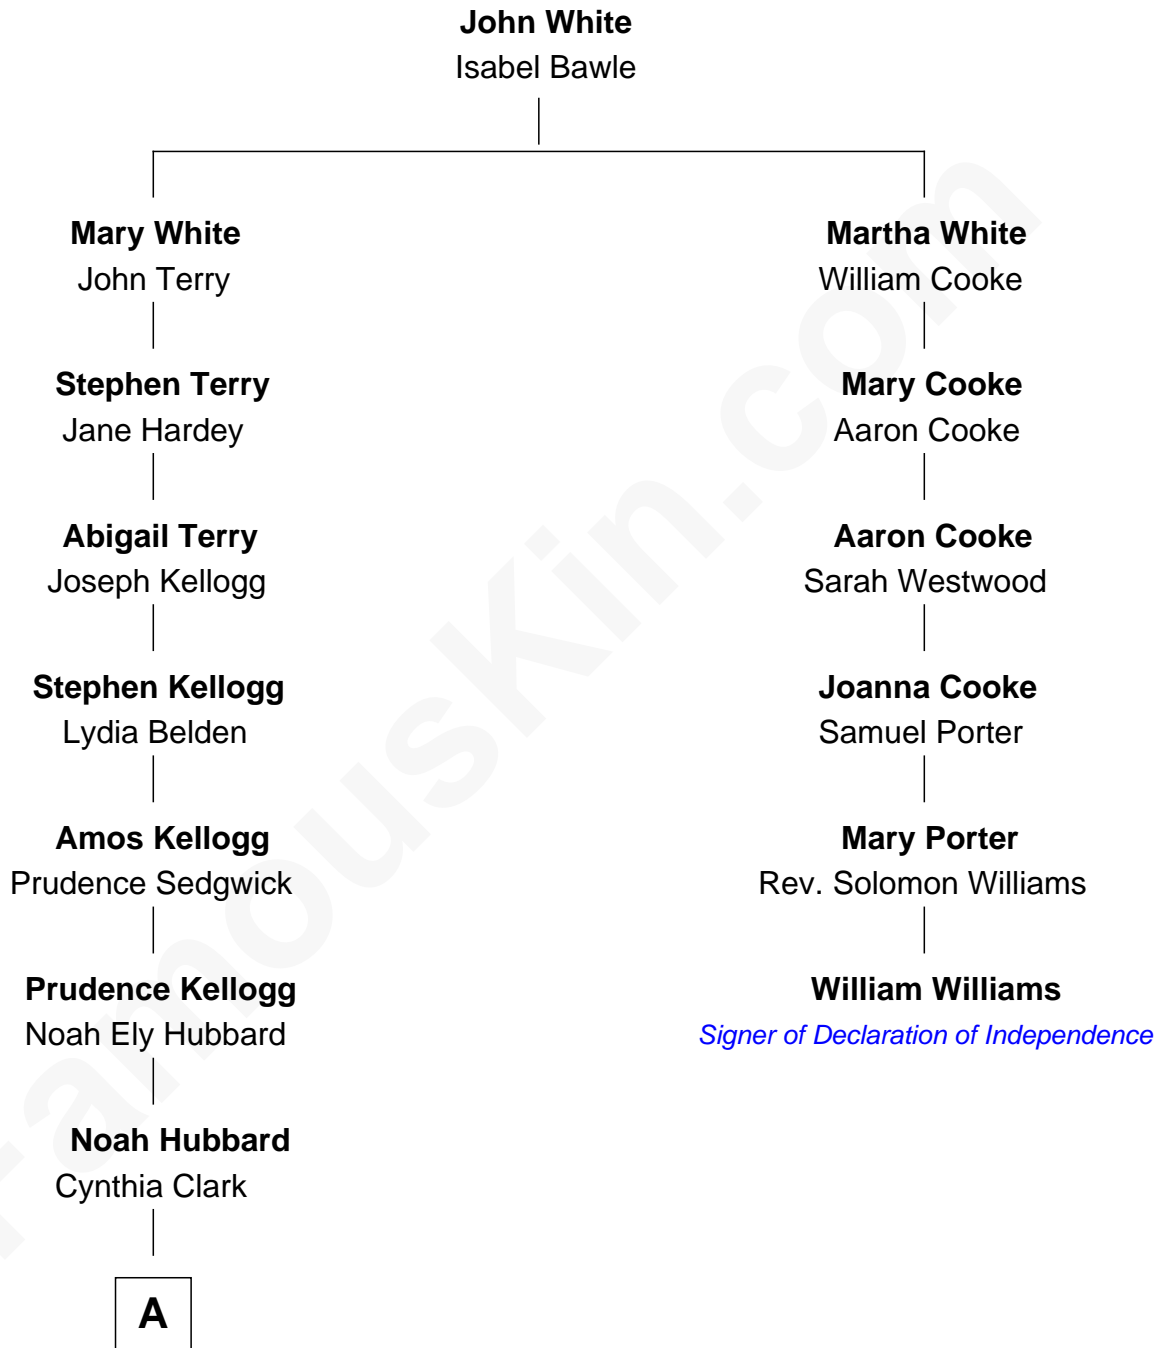 John White
Isabel Bawle
Mary White
John Terry
Martha White
William Cooke
Stephen Terry
Jane Hardey
Mary Cooke
Aaron Cooke
Abigail Terry
Joseph Kellogg
Aaron Cooke
Sarah Westwood
Stephen Kellogg
Lydia Belden
Joanna Cooke
Samuel Porter
Amos Kellogg
Prudence Sedgwick
Mary Porter
Rev. Solomon Williams
Prudence Kellogg
Noah Ely Hubbard
William Williams
Signer of Declaration of Independence
Noah Hubbard
Cynthia Clark
A
FamousKin.com